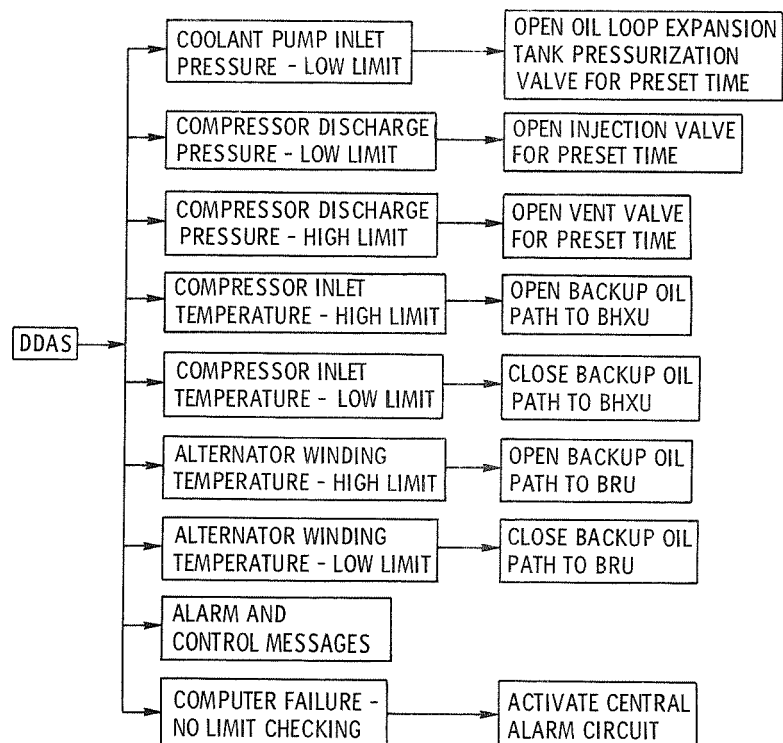 DDAS
COOLANT PUMP INLET
PRESSURE - LOW LIMIT
OPEN OIL LOOP EXPANSION
TANK PRESSURIZATION
VALVE FOR PRESET TIME
COMPRESSOR DISCHARGE
PRESSURE - LOW LIMIT
OPEN INJECTION VALVE
FOR PRESET TIME
COMPRESSOR DISCHARGE
PRESSURE - HIGH LIMIT
OPEN VENT VALVE
FOR PRESET TIME
COMPRESSOR INLET
TEMPERATURE - HIGH LIMIT
OPEN BACKUP OIL
PATH TO BHXU
COMPRESSOR INLET
TEMPERATURE - LOW LIMIT
CLOSE BACKUP OIL
PATH TO BHXU
ALTERNATOR WINDING
TEMPERATURE - HIGH LIMIT
OPEN BACKUP OIL
PATH TO BRU
ALTERNATOR WINDING
TEMPERATURE - LOW LIMIT
CLOSE BACKUP OIL
PATH TO BRU
ALARM AND
CONTROL MESSAGES
COMPUTER FAILURE -
NO LIMIT CHECKING
ACTIVATE CENTRAL
ALARM CIRCUIT